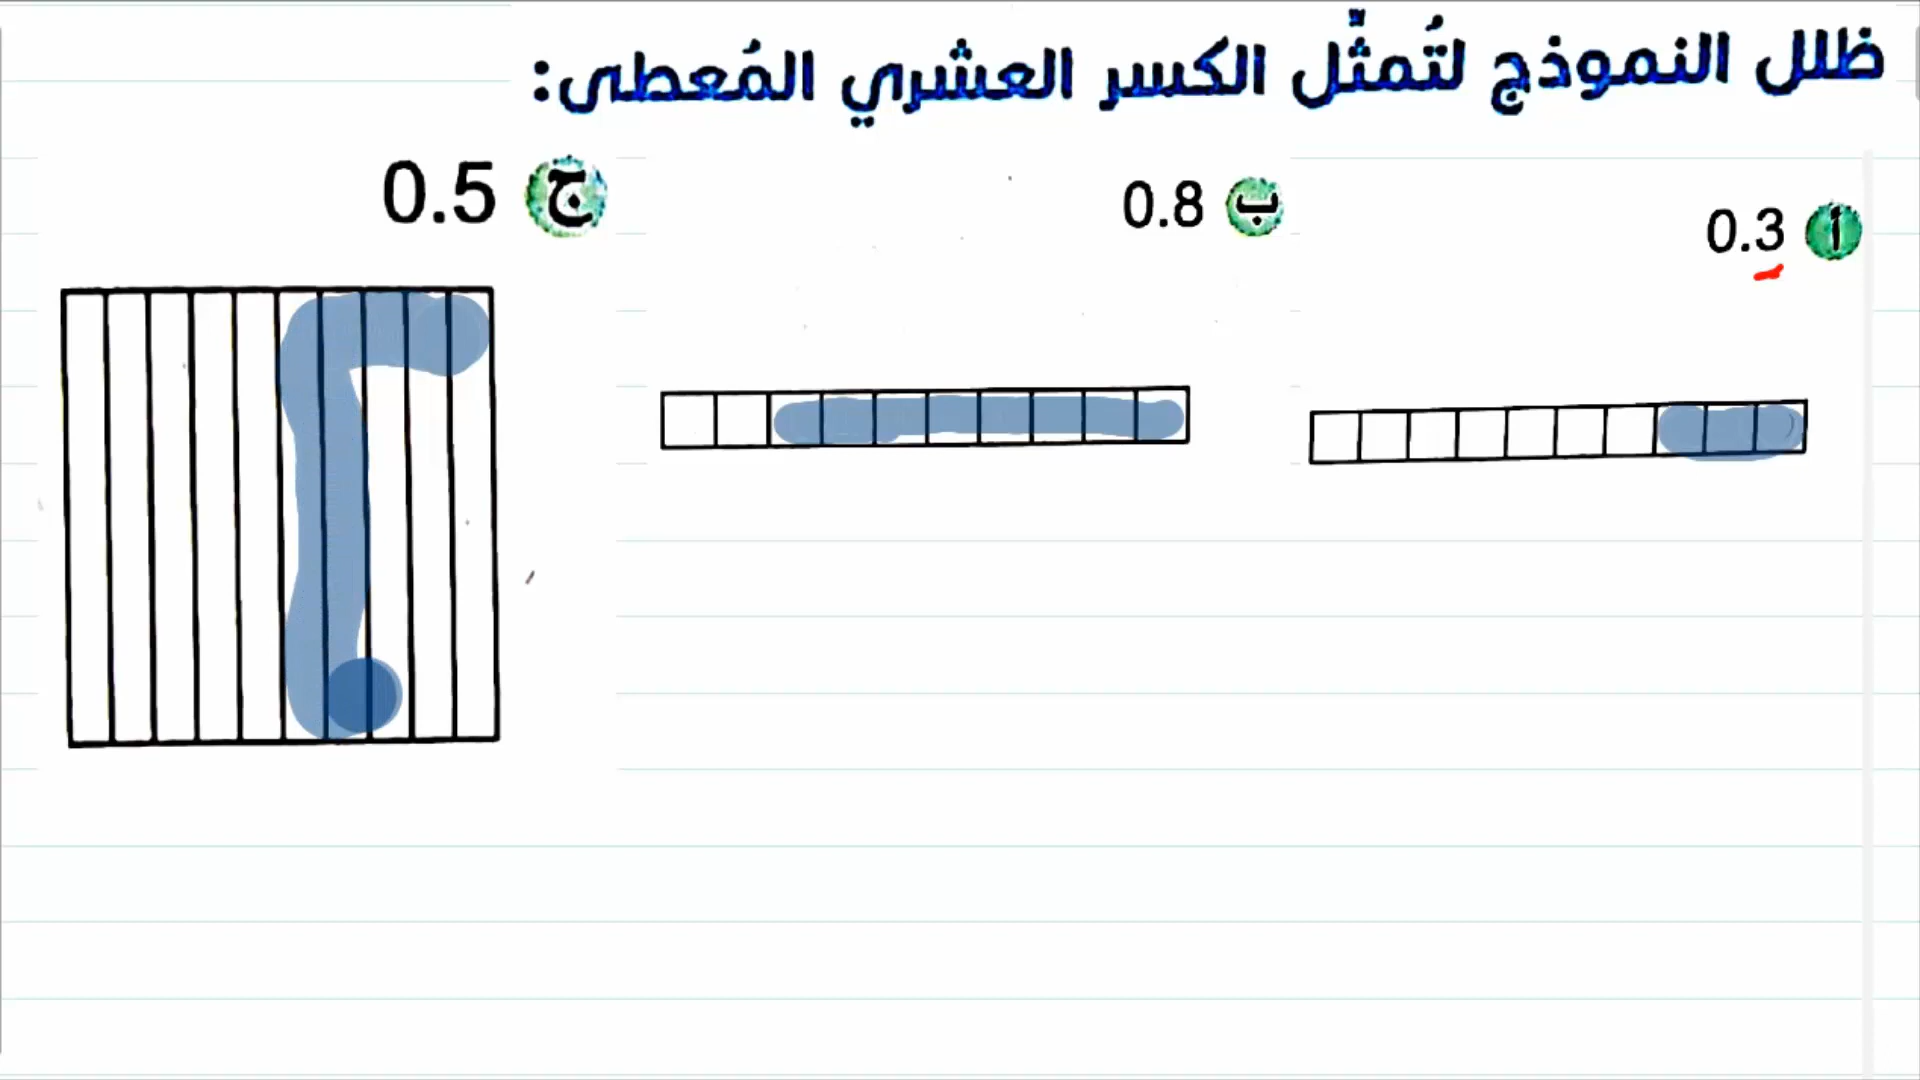 ظلل النموذج لتُمثِّل الكسر العشري المُعطى:
أ 0.3
ب 0.8
ج 0.5